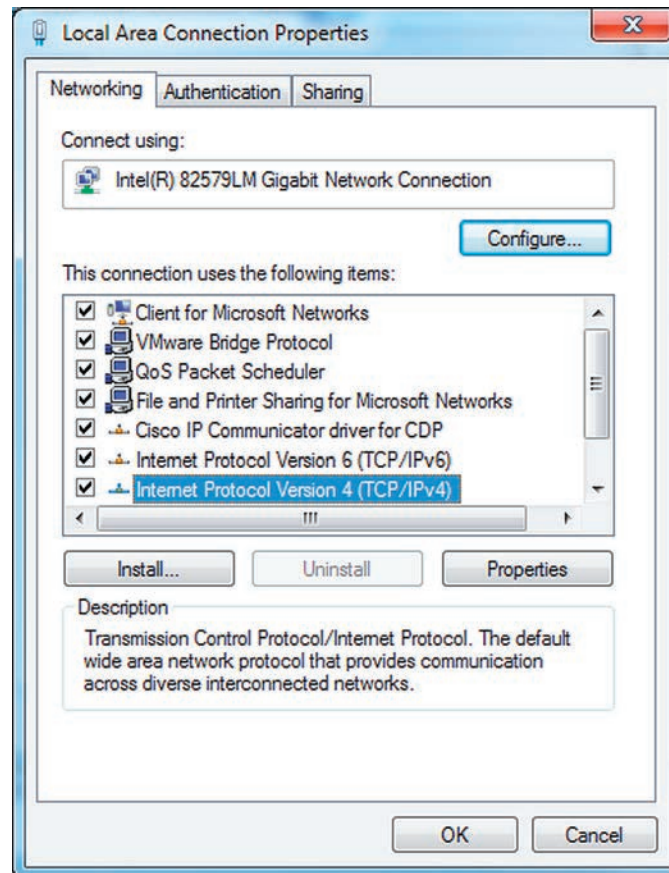 Local Area Connection Properties
Networking
Authentication
Sharing
Connect using:
Intel(R) 82579LM Gigabit Network Connection
Configure...
This connection uses the following items:
Client for Microsoft Networks
VMware Bridge Protocol
QoS Packet Scheduler
File and Printer Sharing for Microsoft Networks
Cisco IP Communicator driver for CDP
Internet Protocol Version 6 (TCP/IPv6)
Internet Protocol Version 4 (TCP/IPv4)
Install...
Uninstall
Properties
Description
Transmission Control Protocol/Internet Protocol. The default
wide area network protocol that provides communication
across diverse interconnected networks.
OK
Cancel